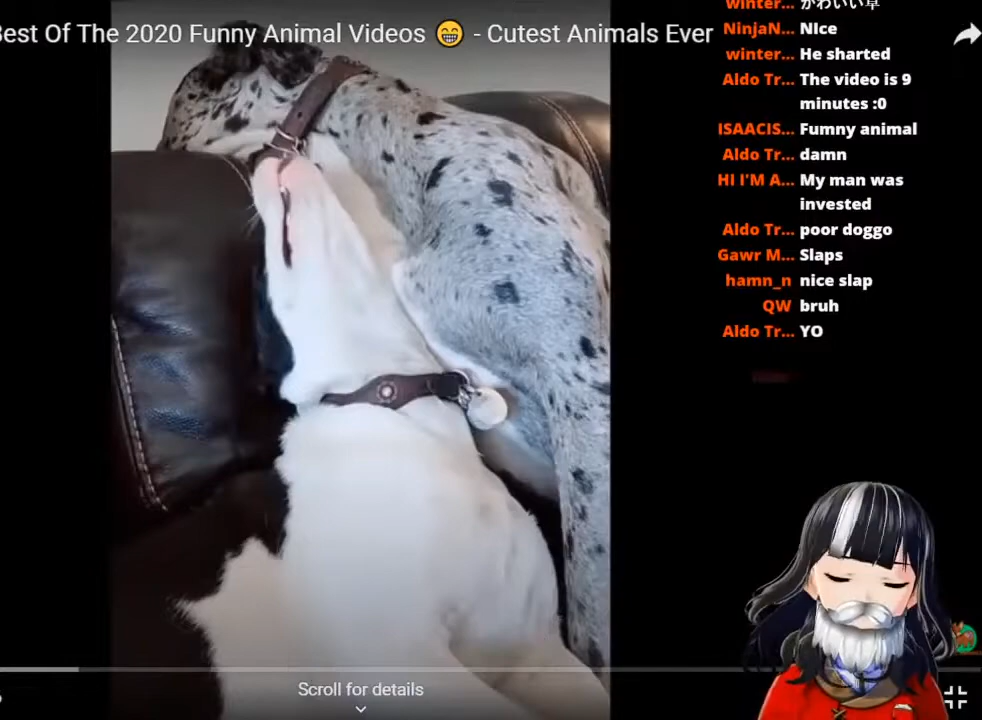 Best Of The 2020 Funny Animal Videos 😁 - Cutest Animals Ever
winter... かわいい草
NinjaN... NIce
winter... He sharted
Aldo Tr... The video is 9
minutes :0
ISAACIS... Fumny animal
Aldo Tr... damn
HI I'M A... My man was
invested
Aldo Tr... poor doggo
Gawr M... Slaps
hamn_n nice slap
QW bruh
Aldo Tr... YO
Scroll for details